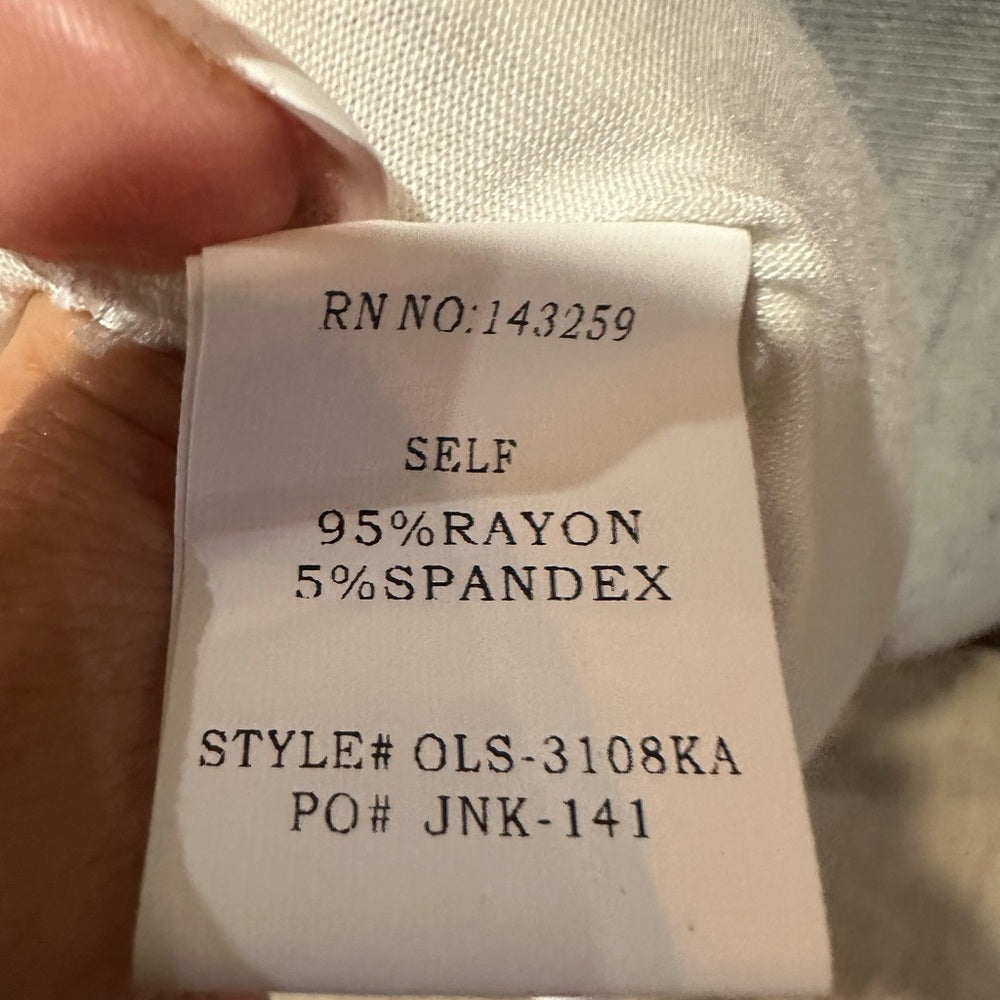 RN NO:143259
SELF
95%RAYON
5%SPANDEX
STYLE# OLS-3108KA
PO# JNK-141